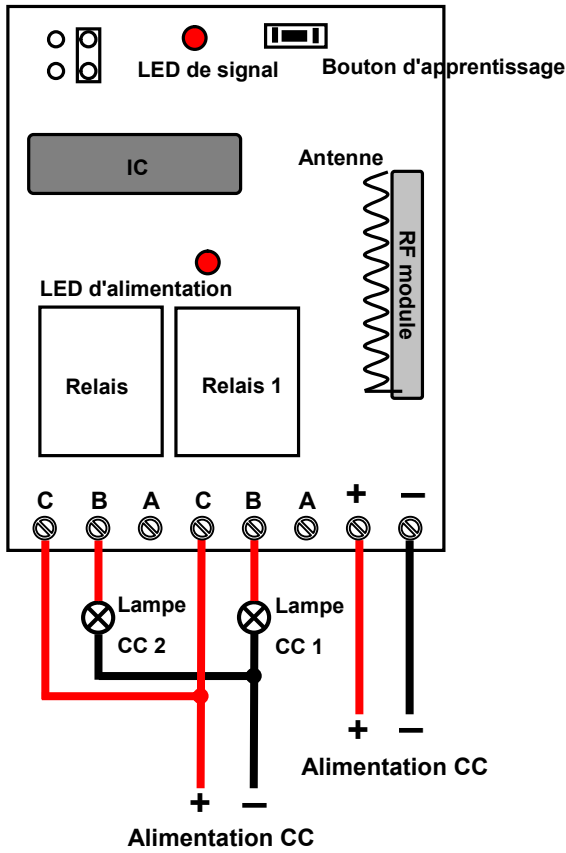 LED de signal
Bouton d'apprentissage
IC
Antenne
RF module
LED d'alimentation
Relais
Relais 1
C B A C B A + −
Lampe
CC 2
Lampe
CC 1
+ −
Alimentation CC
+ −
Alimentation CC